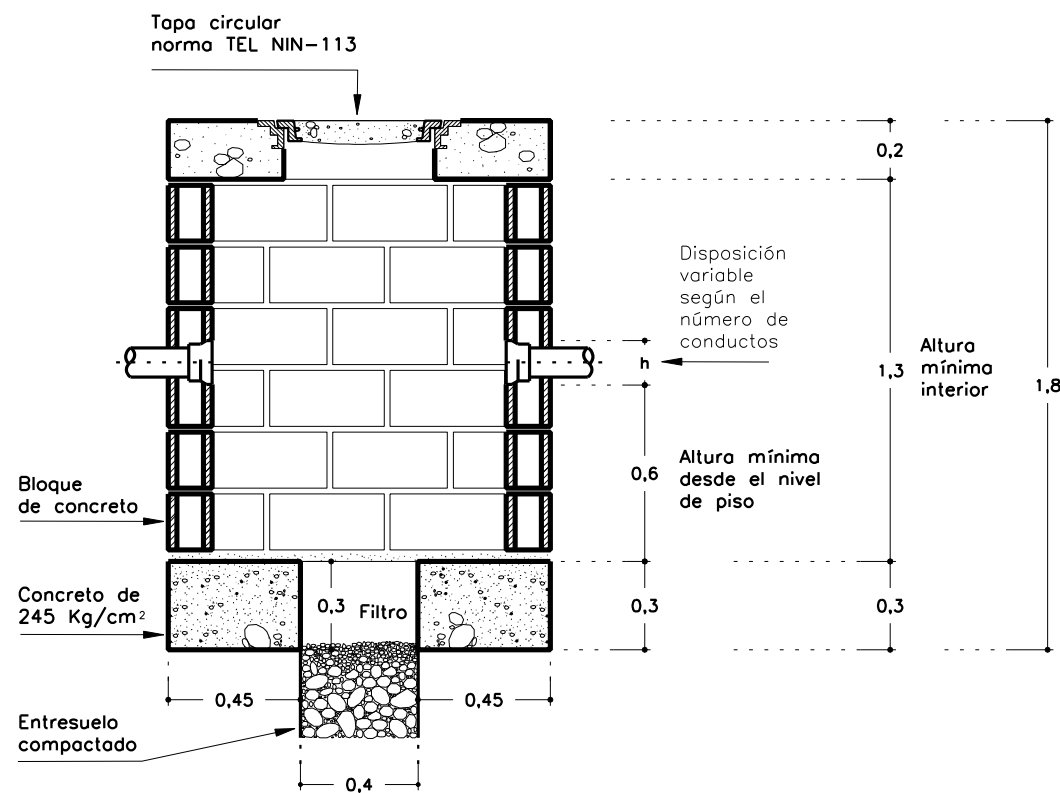 Tapa circular
norma TEL NIN-113
0,2
Disposición
variable
según el
número de
conductos
h
1,3
Altura
mínima
interior
1,8
0,6
Altura mínima
desde el nivel
de piso
Bloque
de concreto
Concreto de
245 Kg/cm²
0,3
Filtro
0,3
0,3
0,45
0,45
Entresuelo
compactado
0,4